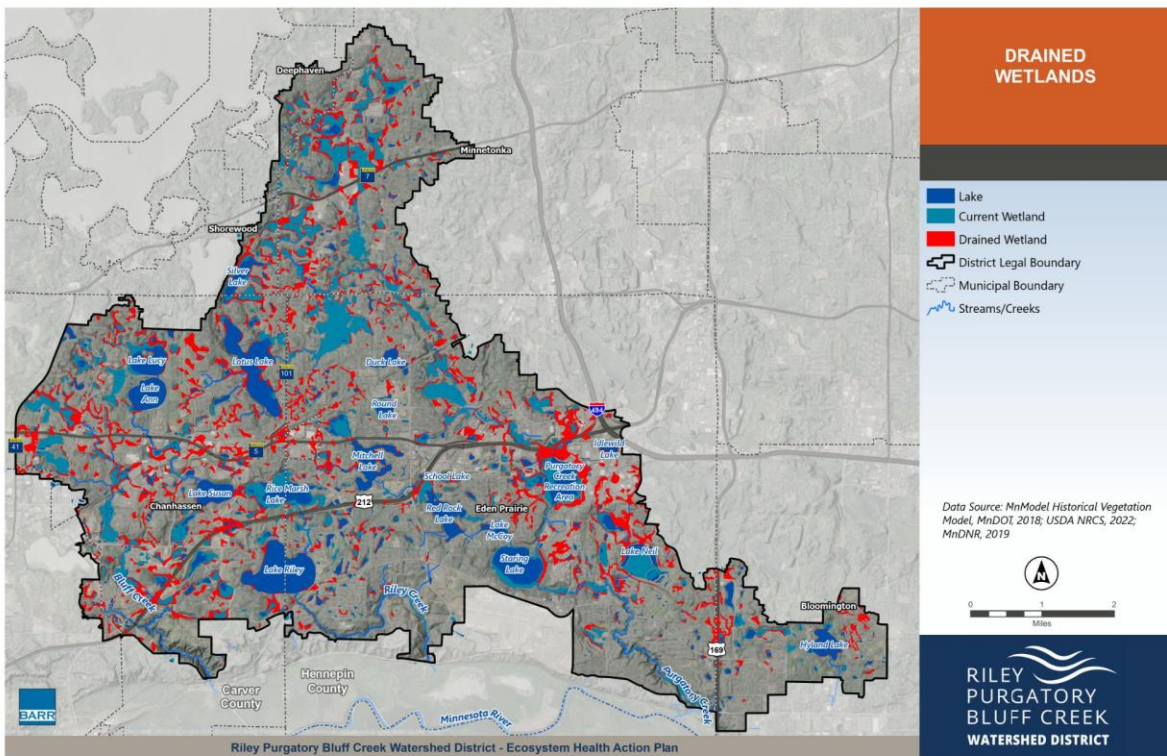 DRAINED
WETLANDS
Lake
Current Wetland
Drained Wetland
District Legal Boundary
Municipal Boundary
Streams/Creeks
Data Source: MnModel Historical Vegetation
Model, MnDOT, 2018; USDA NRCS, 2022;
MnDNR, 2019
N
0 1 2
Miles
RILEY
PURGATORY
BLUFF CREEK
WATERSHED DISTRICT
Deephaven
Minnetonka
7
Shorewood
Silver
Lake
Lake Lucy
Lotus Lake
Duck Lake
101
Lake
Ann
Round
Lake
494
41
5
Idlewild
Lake
Mitchell
Lake
School Lake
Purgatory
Creek
Recreation
Area
Lake Susan
Rice Marsh
Lake
212
Chanhassen
Red Rock
Lake
Eden Prairie
Lake
McCoy
Staring
Lake
Lake Neil
Lake Riley
Bluff Creek
Riley Creek
Bloomington
Hyland Lake
169
Purgatory Creek
Hennepin
County
Carver
County
Minnesota River
BARR
Riley Purgatory Bluff Creek Watershed District - Ecosystem Health Action Plan